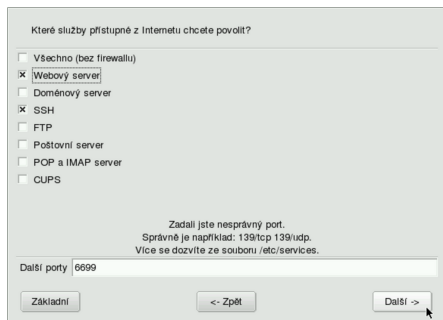 Které služby přístupné z Internetu chcete povolit?
Všechno (bez firewallu)
Webový server
Doménový server
SSH
FTP
Poštovní server
POP a IMAP server
CUPS
Zadali jste nesprávný port.
Správně je například: 139/tcp 139/udp.
Více se dozvíte ze souboru /etc/services.
Další porty 6699
Základní <- Zpět Další ->